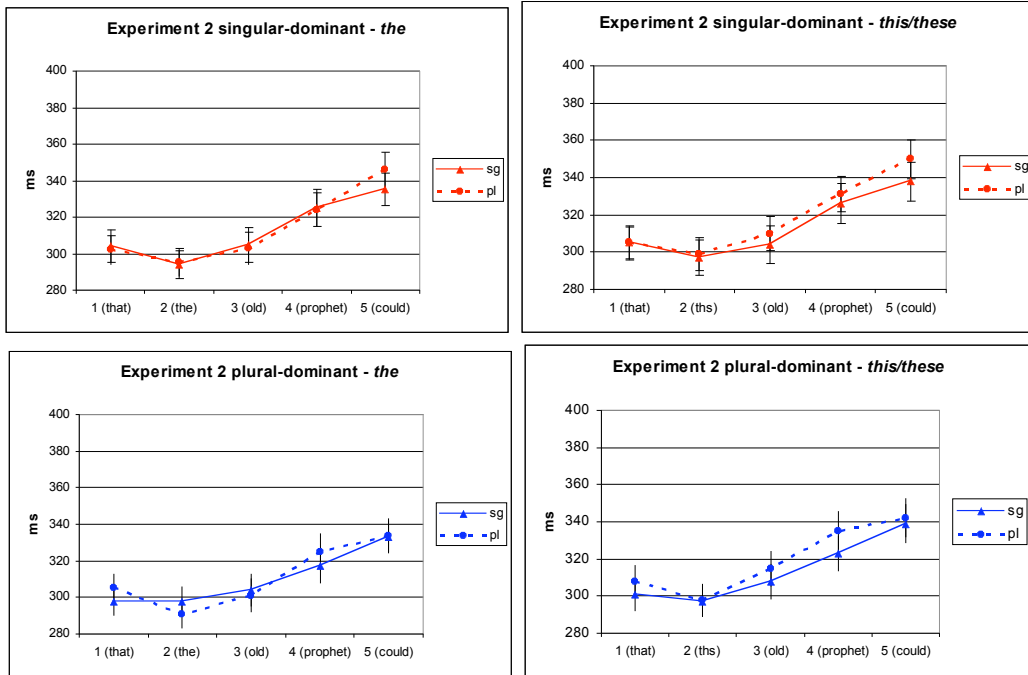 Experiment 2 singular-dominant - the
ms
400
380
360
340
320
300
280
1 (that) 2 (the) 3 (old) 4 (prophet) 5 (could)
sg
pl
Experiment 2 singular-dominant - this/these
ms
400
380
360
340
320
300
280
1 (that) 2 (ths) 3 (old) 4 (prophet) 5 (could)
sg
pl
Experiment 2 plural-dominant - the
ms
400
380
360
340
320
300
280
1 (that) 2 (the) 3 (old) 4 (prophet) 5 (could)
sg
pl
Experiment 2 plural-dominant - this/these
ms
400
380
360
340
320
300
280
1 (that) 2 (ths) 3 (old) 4 (prophet) 5 (could)
sg
pl